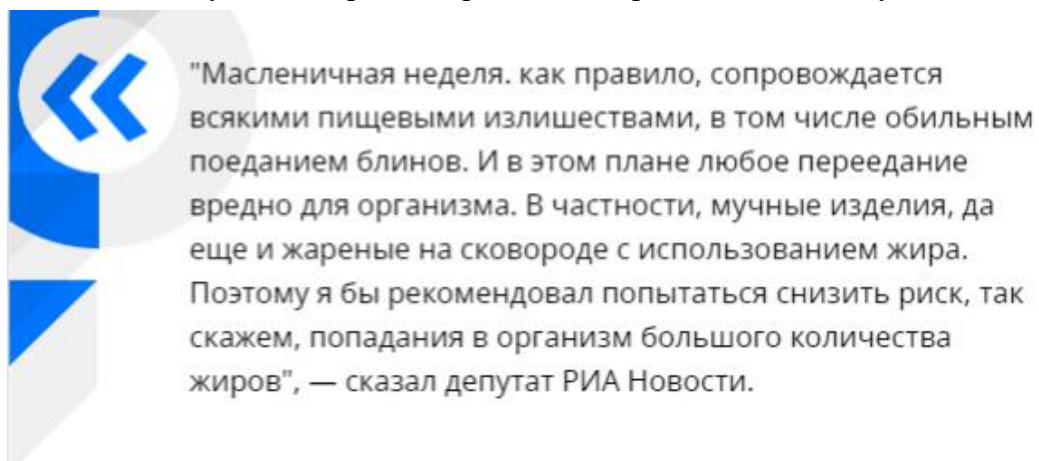 "Масленичная неделя. как правило, сопровождается
всякими пищевыми излишествами, в том числе обильным
поеданием блинов. И в этом плане любое переедание
вредно для организма. В частности, мучные изделия, да
еще и жареные на сковороде с использованием жира.
Поэтому я бы рекомендовал попытаться снизить риск, так
скажем, попадания в организм большого количества
жиров", — сказал депутат РИА Новости.